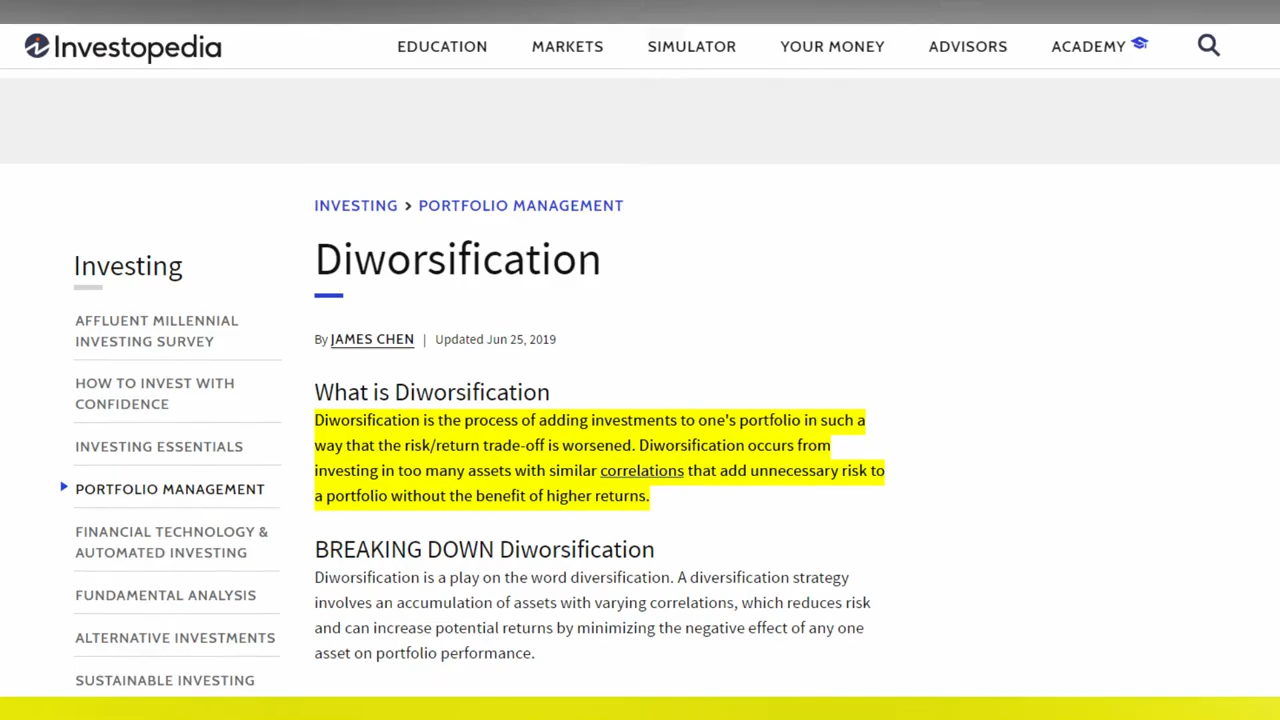 Investopedia
EDUCATION
MARKETS
SIMULATOR
YOUR MONEY
ADVISORS
ACADEMY
INVESTING > PORTFOLIO MANAGEMENT
Diworsification
By JAMES CHEN | Updated Jun 25, 2019
Investing
AFFLUENT MILLENNIAL
INVESTING SURVEY
HOW TO INVEST WITH
CONFIDENCE
INVESTING ESSENTIALS
PORTFOLIO MANAGEMENT
FINANCIAL TECHNOLOGY &
AUTOMATED INVESTING
FUNDAMENTAL ANALYSIS
ALTERNATIVE INVESTMENTS
SUSTAINABLE INVESTING
What is Diworsification
Diworsification is the process of adding investments to one's portfolio in such a
way that the risk/return trade-off is worsened. Diworsification occurs from
investing in too many assets with similar correlations that add unnecessary risk to
a portfolio without the benefit of higher returns.
BREAKING DOWN Diworsification
Diworsification is a play on the word diversification. A diversification strategy
involves an accumulation of assets with varying correlations, which reduces risk
and can increase potential returns by minimizing the negative effect of any one
asset on portfolio performance.